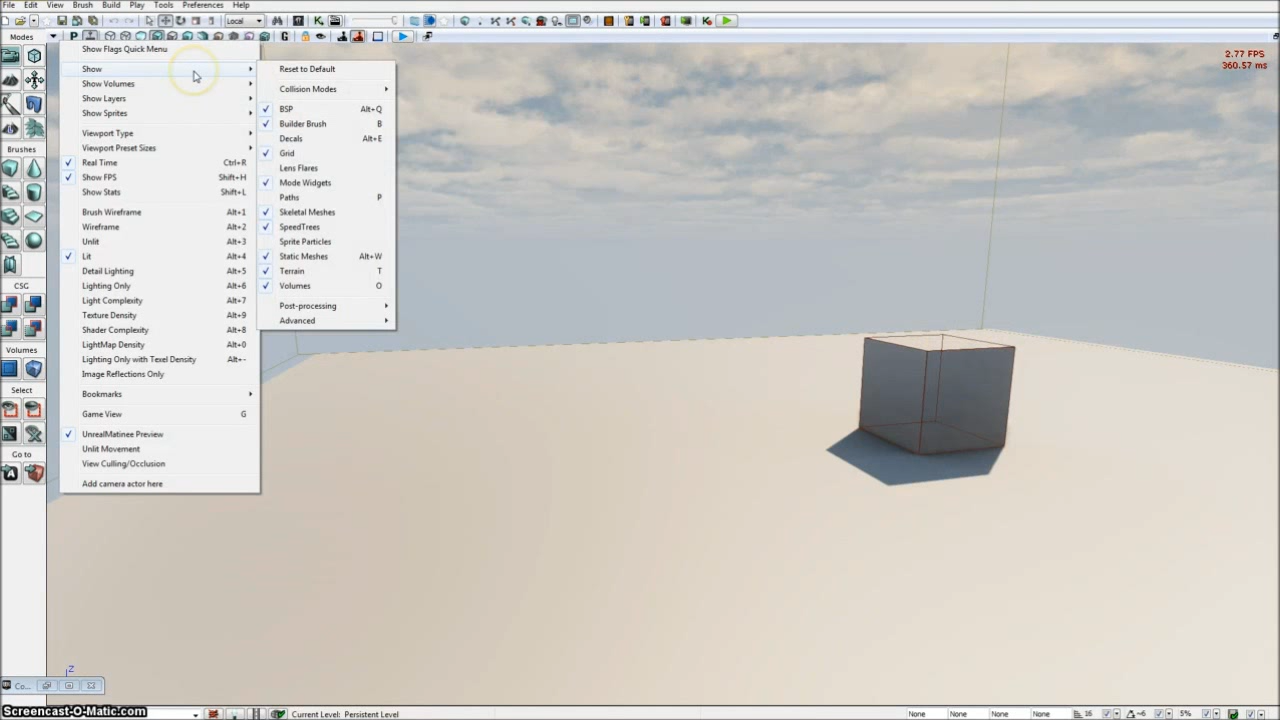 File Edit View Brush Build Play Tools Preferences Help
Local
Modes
P
G
2.77 FPS
360.57 ms
Show Flags Quick Menu
Show
Show Volumes
Show Layers
Show Sprites
Viewport Type
Viewport Preset Sizes
Real Time Ctrl+R
Show FPS Shift+H
Show Stats Shift+L
Brush Wireframe Alt+1
Wireframe Alt+2
Unlit Alt+3
Lit Alt+4
Detail Lighting Alt+5
Lighting Only Alt+6
Light Complexity Alt+7
Texture Density Alt+9
Shader Complexity Alt+8
LightMap Density Alt+0
Lighting Only with Texel Density Alt+-
Image Reflections Only
Bookmarks
Game View G
UnrealMatinee Preview
Unlit Movement
View Culling/Occlusion
Add camera actor here
Reset to Default
Collision Modes
BSP Alt+Q
Builder Brush B
Decals Alt+E
Grid
Lens Flares
Mode Widgets
Paths P
Skeletal Meshes
SpeedTrees
Sprite Particles
Static Meshes Alt+W
Terrain T
Volumes O
Post-processing
Advanced
Brushes
CSG
Volumes
Select
Go to
Z
Co...
Screencast-O-Matic.com
Current Level: Persistent Level
None None None None 16 ~6 5%